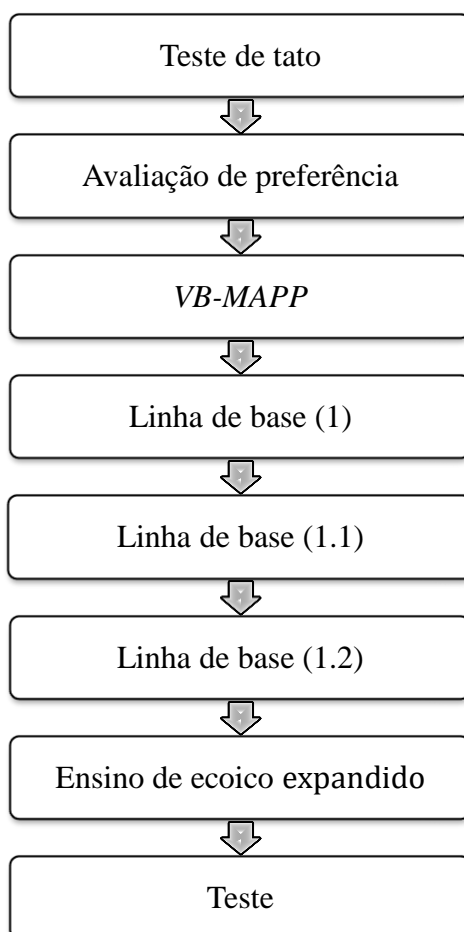 Teste de tato
Avaliação de preferência
VB-MAPP
Linha de base (1)
Linha de base (1.1)
Linha de base (1.2)
Ensino de ecoico expandido
Teste